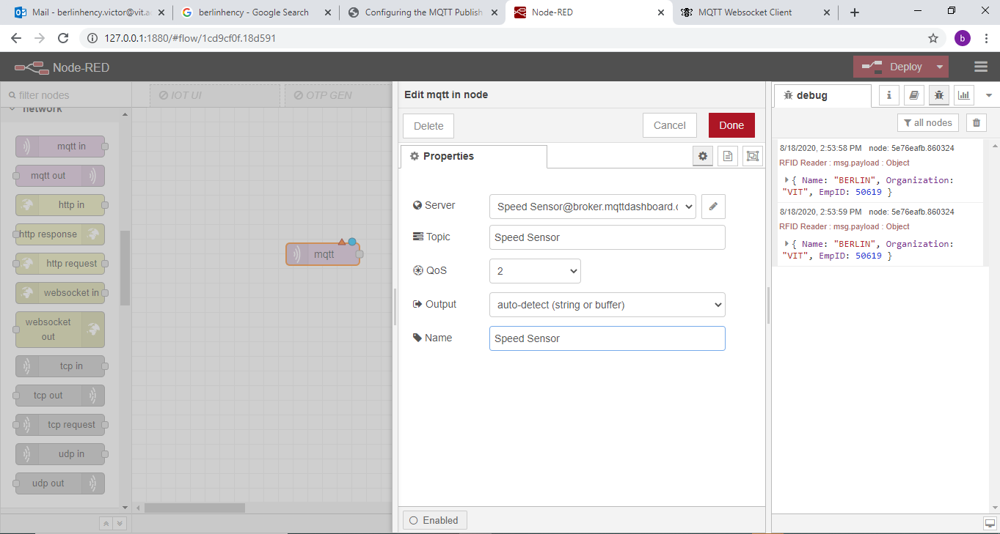 Mail - berlinhency.victor@vit.a
berlinhency - Google Search
Configuring the MQTT Publish
Node-RED
MQTT Websocket Client
127.0.0.1:1880/#flow/1cd9cf0f.18d591
b
Node-RED
Deploy
filter nodes
IOT UI
OTP GEN
network
mqtt in
mqtt out
http in
http response
http request
websocket in
websocket
out
tcp in
tcp out
tcp request
udp in
udp out
mqtt
Edit mqtt in node
Delete
Cancel
Done
Properties
Server
Speed Sensor@broker.mqttdashboard.c
Topic
Speed Sensor
QoS
2
Output
auto-detect (string or buffer)
Name
Speed Sensor
Enabled
debug
i
all nodes
8/18/2020, 2:53:58 PM node: 5e76eafb.860324
RFID Reader : msg.payload : Object
{ Name: "BERLIN", Organization:
"VIT", EmpID: 50619 }
8/18/2020, 2:53:59 PM node: 5e76eafb.860324
RFID Reader : msg.payload : Object
{ Name: "BERLIN", Organization:
"VIT", EmpID: 50619 }